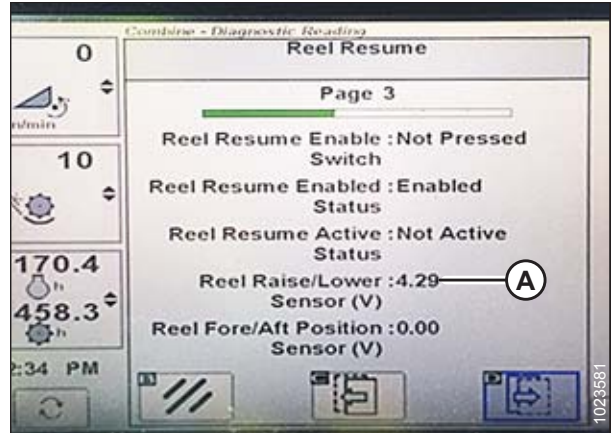 Combine - Diagnostic Reading
Reel Resume
0
n/min
10
170.4
h
458.3
h
2:34 PM
Page 3
Reel Resume Enable :Not Pressed
Switch
Reel Resume Enabled :Enabled
Status
Reel Resume Active :Not Active
Status
Reel Raise/Lower :4.29
Sensor (V)
A
Reel Fore/Aft Position :0.00
Sensor (V)
1023581